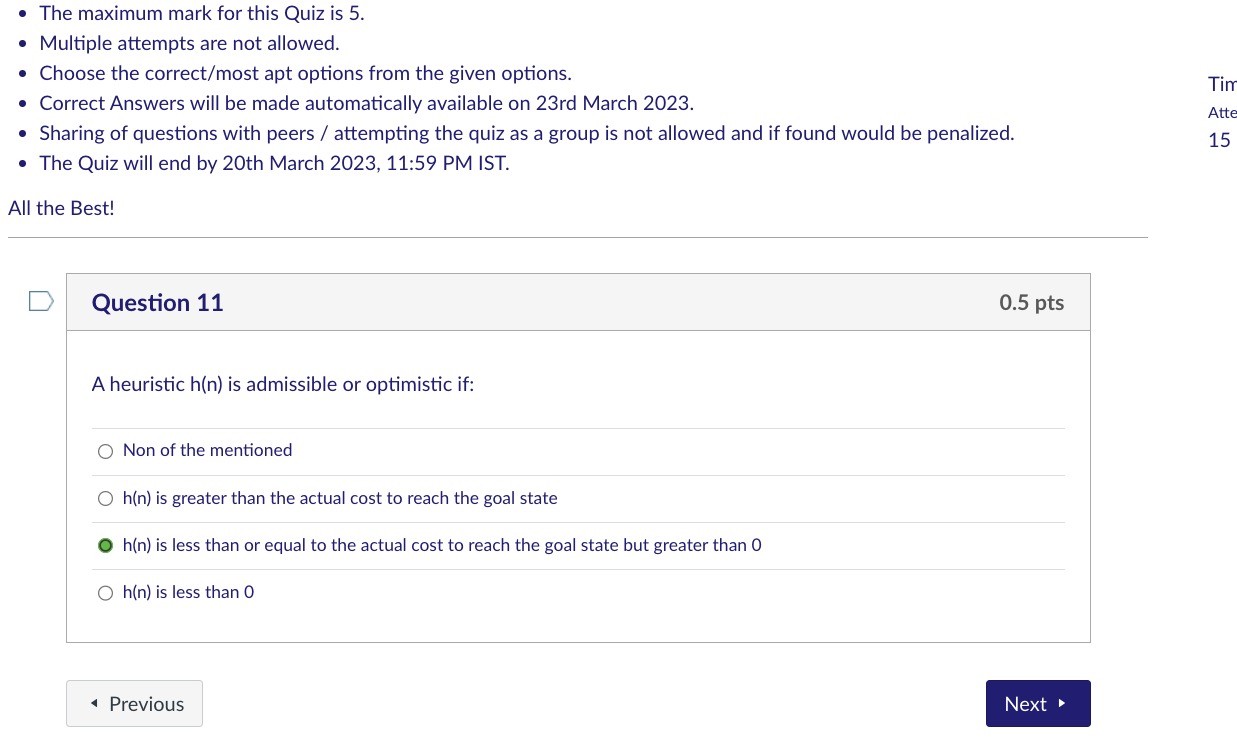 The maximum mark for this Quiz is 5.
Multiple attempts are not allowed.
Choose the correct/most apt options from the given options.
Correct Answers will be made automatically available on 23rd March 2023.
Sharing of questions with peers / attempting the quiz as a group is not allowed and if found would be penalized.
The Quiz will end by 20th March 2023, 11:59 PM IST.
Tim
Atte
15
All the Best!
Question 11
0.5 pts
A heuristic h(n) is admissible or optimistic if:
Non of the mentioned
h(n) is greater than the actual cost to reach the goal state
h(n) is less than or equal to the actual cost to reach the goal state but greater than 0
h(n) is less than 0
Previous
Next